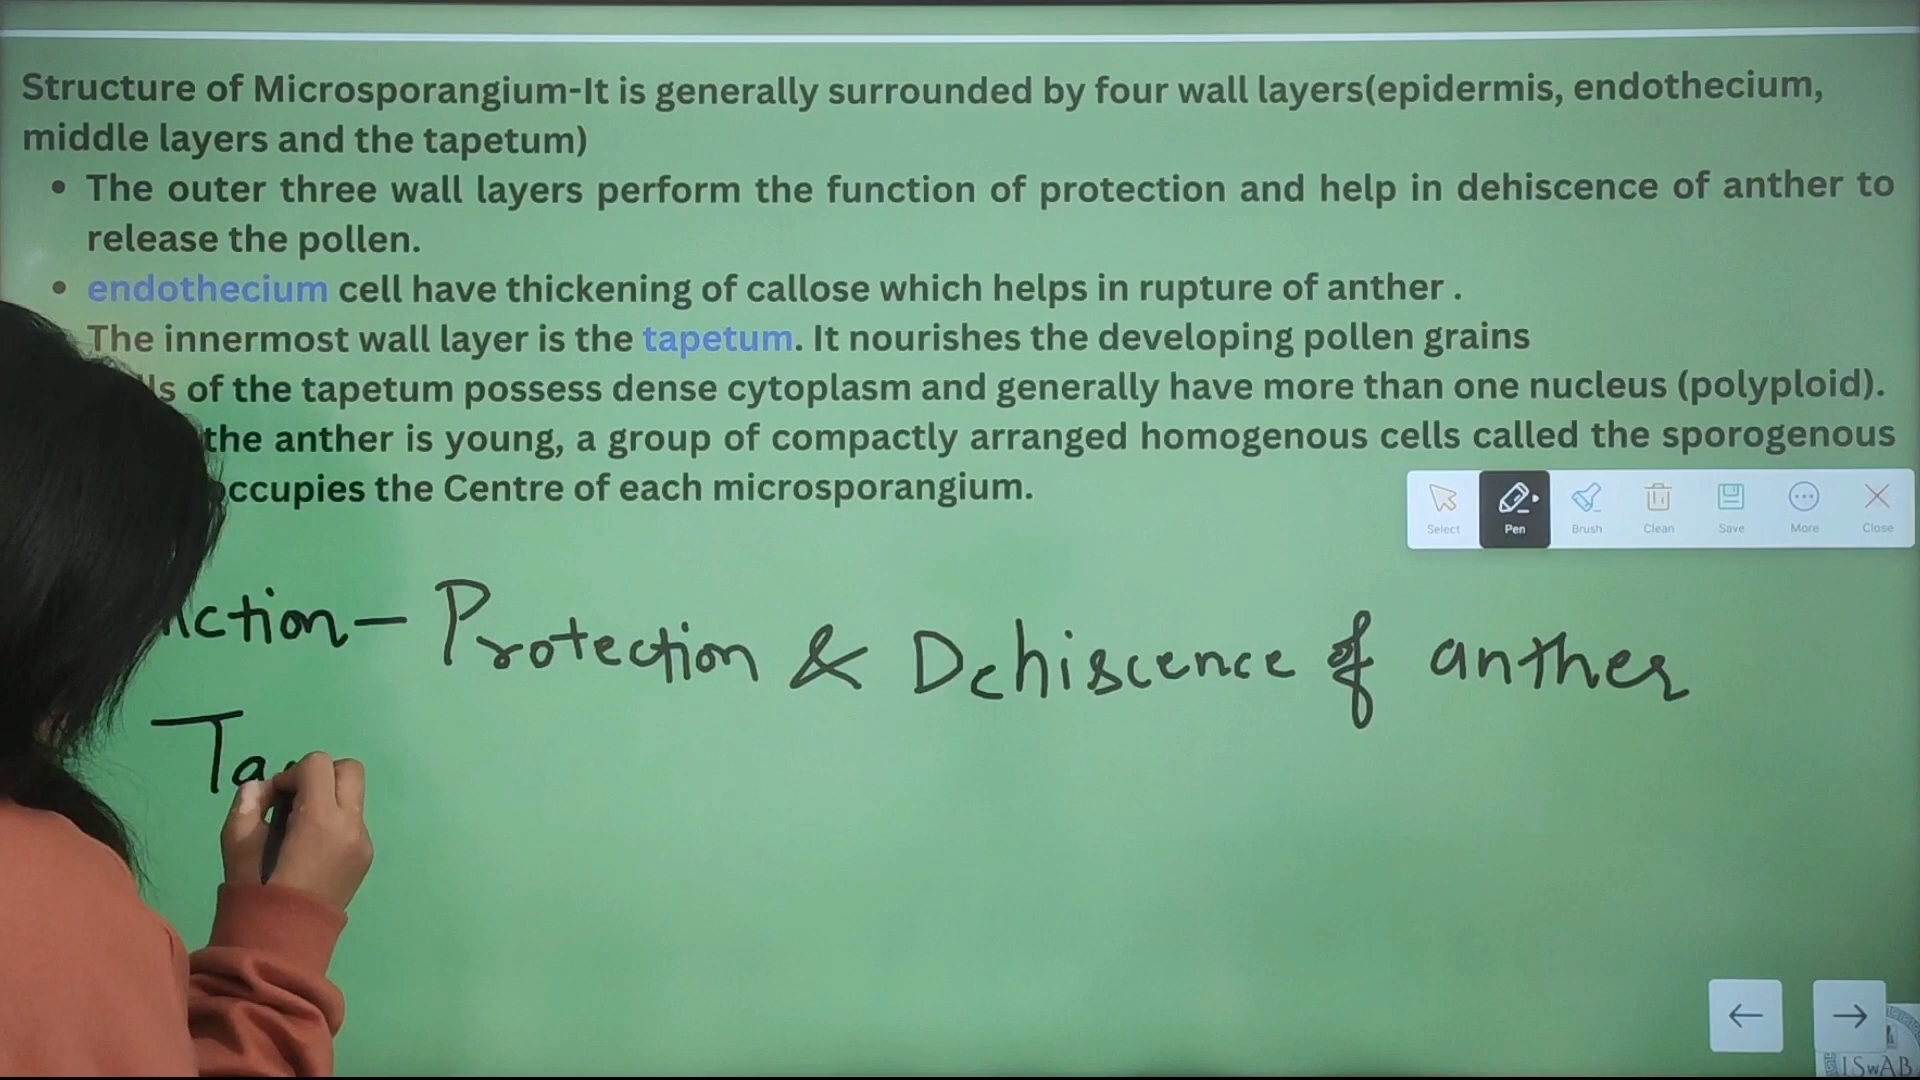 Structure of Microsporangium-It is generally surrounded by four wall layers(epidermis, endothecium,
middle layers and the tapetum)
• The outer three wall layers perform the function of protection and help in dehiscence of anther to
release the pollen.
• endothecium cell have thickening of callose which helps in rupture of anther .
The innermost wall layer is the tapetum. It nourishes the developing pollen grains
of the tapetum possess dense cytoplasm and generally have more than one nucleus (polyploid).
the anther is young, a group of compactly arranged homogenous cells called the sporogenous
occupies the Centre of each microsporangium.
Select Pen Brush Clean Save More Close
nction- Protection & Dehiscence of anther
Ta
ISwAB